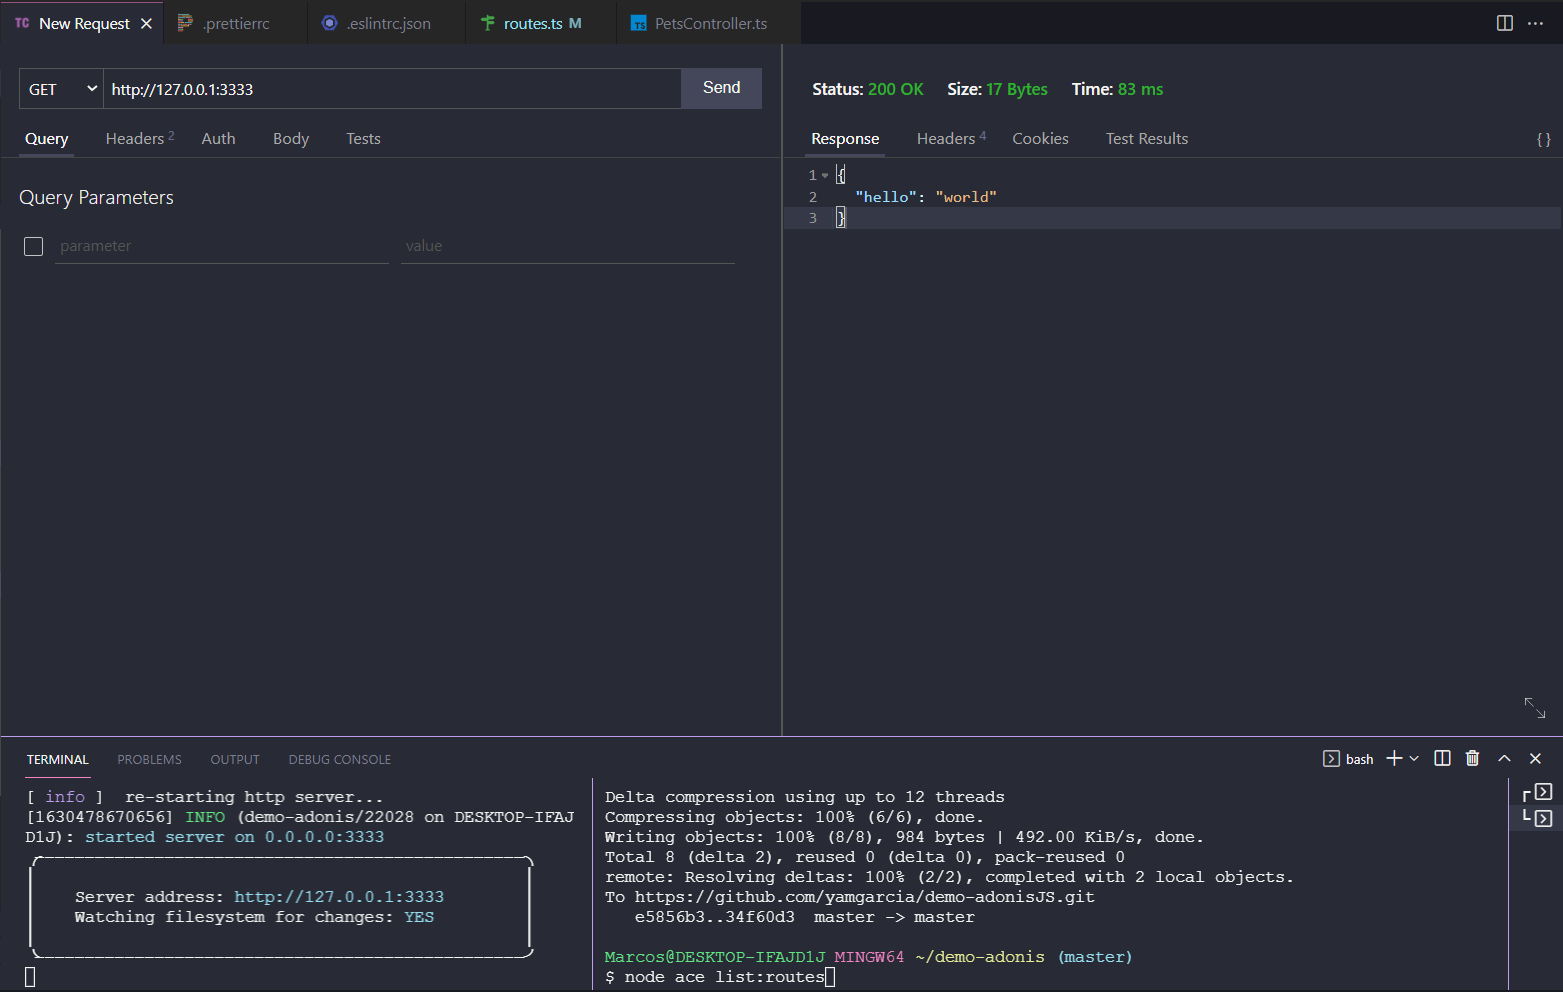 TC New Request
.prettierrc
.eslintrc.json
routes.ts M
TS PetsController.ts
GET
http://127.0.0.1:3333
Send
Query
Headers 2
Auth
Body
Tests
Query Parameters
parameter
value
Status: 200 OK
Size: 17 Bytes
Time: 83 ms
Response
Headers 4
Cookies
Test Results
{ }
1 {
2 "hello": "world"
3 }
TERMINAL
PROBLEMS
OUTPUT
DEBUG CONSOLE
bash
[ info ]  re-starting http server...
[1630478670656] INFO (demo-adonis/22028 on DESKTOP-IFAJ
D1J): started server on 0.0.0.0:3333
Server address: http://127.0.0.1:3333
Watching filesystem for changes: YES
Delta compression using up to 12 threads
Compressing objects: 100% (6/6), done.
Writing objects: 100% (8/8), 984 bytes | 492.00 KiB/s, done.
Total 8 (delta 2), reused 0 (delta 0), pack-reused 0
remote: Resolving deltas: 100% (2/2), completed with 2 local objects.
To https://github.com/yamgarcia/demo-adonisJS.git
   e5856b3..34f60d3  master -> master
Marcos@DESKTOP-IFAJD1J MINGW64 ~/demo-adonis (master)
$ node ace list:routes